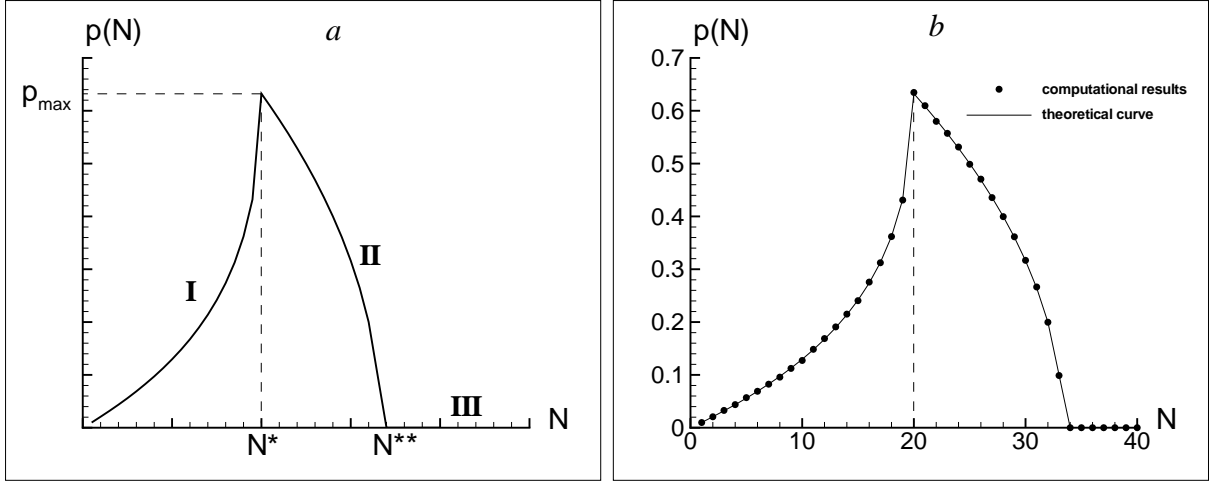 p(N)
a
p_max
I
II
III
N
N*
N**
p(N)
b
0.7
0.6
0.5
0.4
0.3
0.2
0.1
0
computational results
theoretical curve
N
0
10
20
30
40